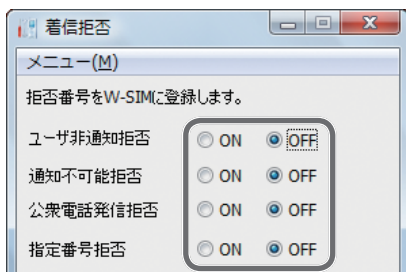 着信拒否
メニュー(M)
拒否番号をW-SIMに登録します。
ユーザ非通知拒否 ON OFF
通知不可能拒否 ON OFF
公衆電話発信拒否 ON OFF
指定番号拒否 ON OFF